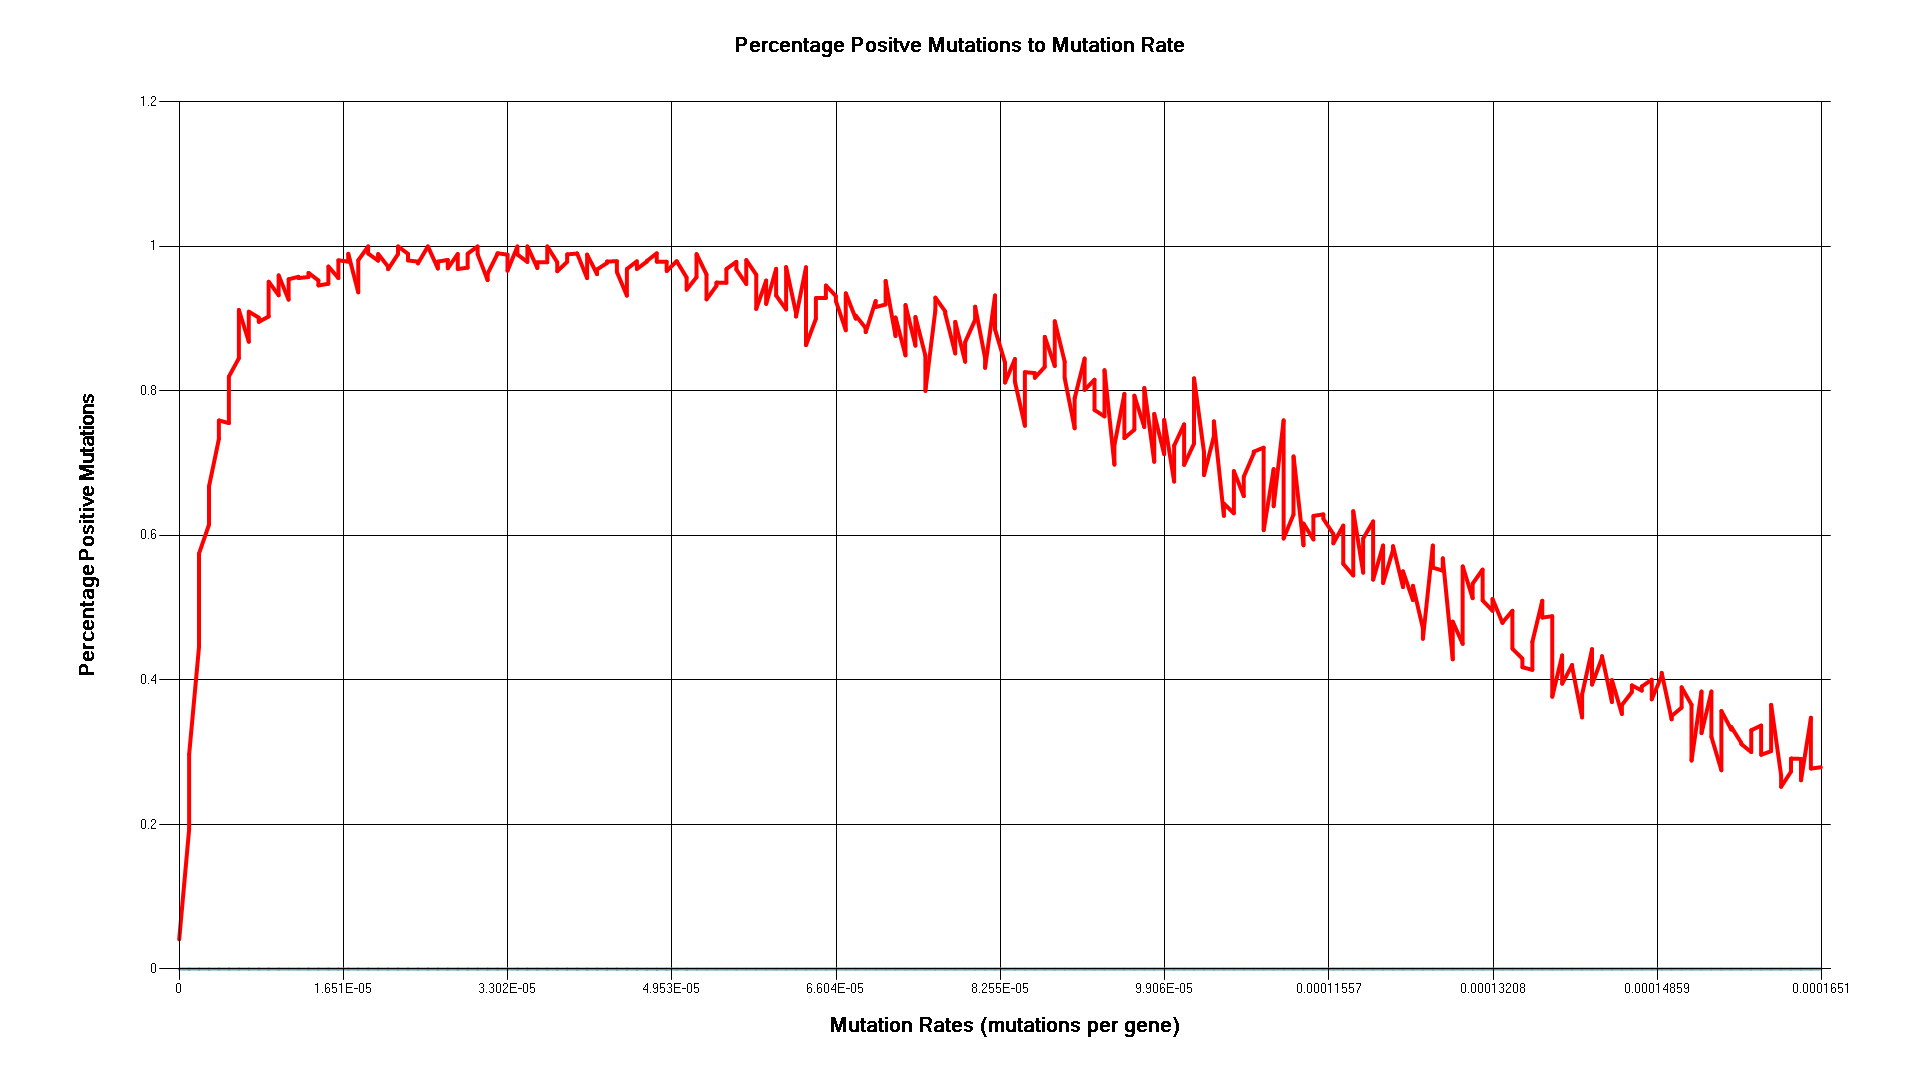 Percentage Positve Mutations to Mutation Rate
1.2
1
0.8
0.6
0.4
0.2
0
Percentage Positive Mutations
0 1.651E-05 3.302E-05 4.953E-05 6.604E-05 8.255E-05 9.906E-05 0.00011557 0.00013208 0.00014859 0.0001651
Mutation Rates (mutations per gene)